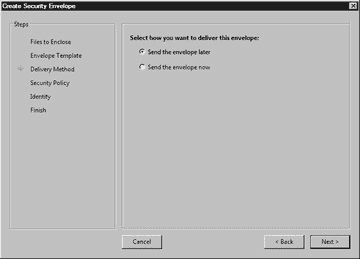 Create Security Envelope
Steps
Files to Enclose
Envelope Template
Delivery Method
Security Policy
Identity
Finish
Select how you want to deliver this envelope:
Send the envelope later
Send the envelope now
Cancel
< Back
Next >